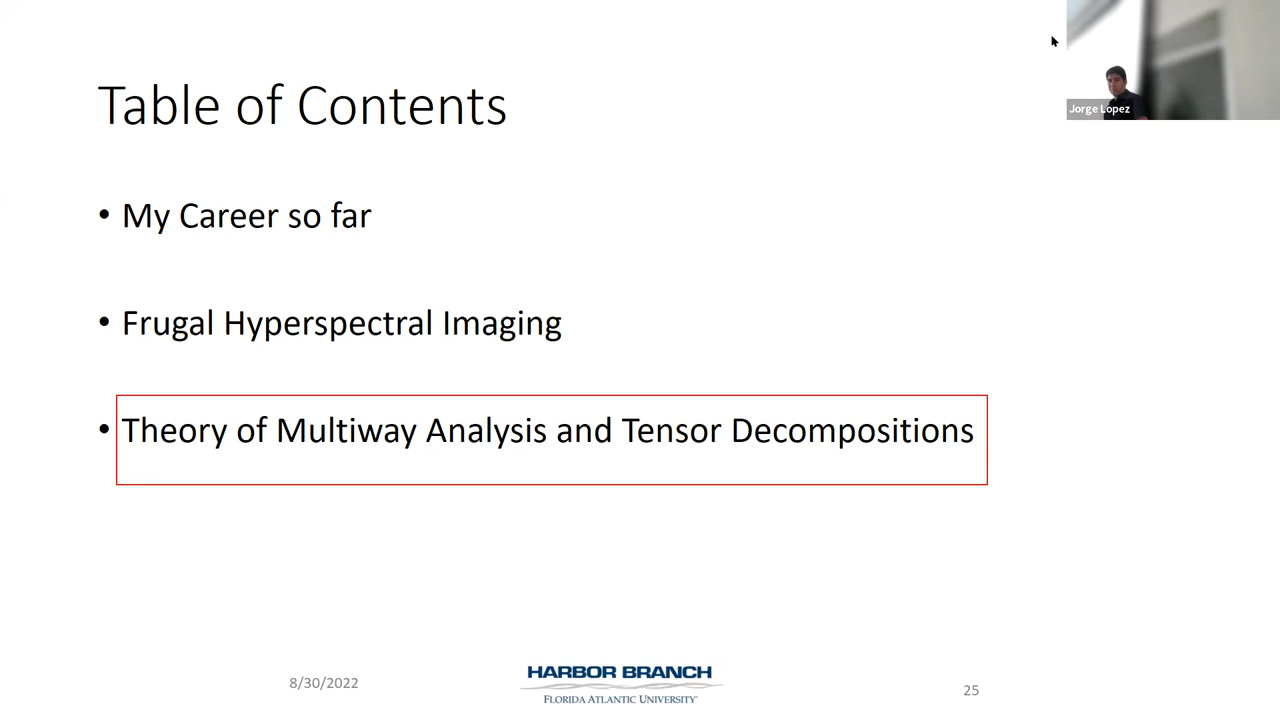 Table of Contents
Jorge Lopez
• My Career so far
• Frugal Hyperspectral Imaging
• Theory of Multiway Analysis and Tensor Decompositions
8/30/2022
HARBOR BRANCH
FLORIDA ATLANTIC UNIVERSITY
25